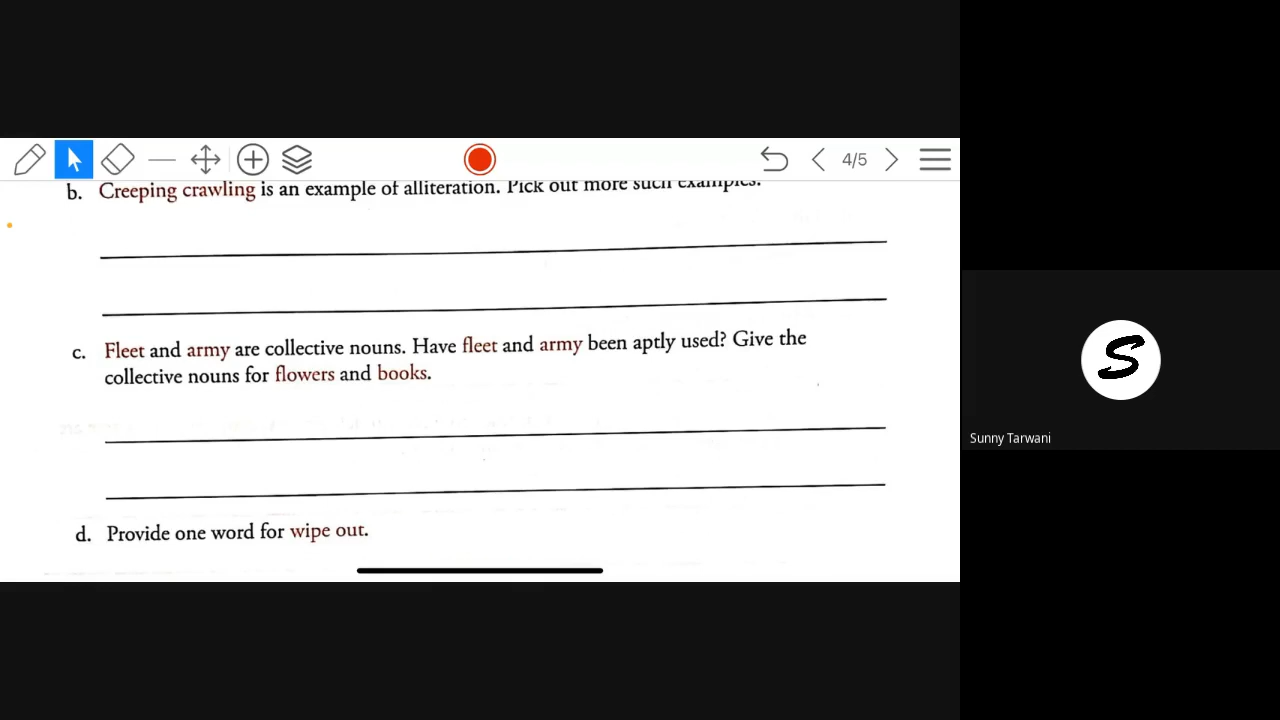 4/5
b. Creeping crawling is an example of alliteration. Pick out more such examples.
c. Fleet and army are collective nouns. Have fleet and army been aptly used? Give the
collective nouns for flowers and books.
d. Provide one word for wipe out.
S
Sunny Tarwani